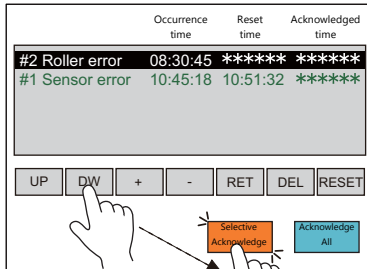 Occurrence Reset Acknowledged
time time time
#2 Roller error 08:30:45 ****** ******
#1 Sensor error 10:45:18 10:51:32 ******
UP DW + - RET DEL RESET
Selective Acknowledge
Acknowledge All